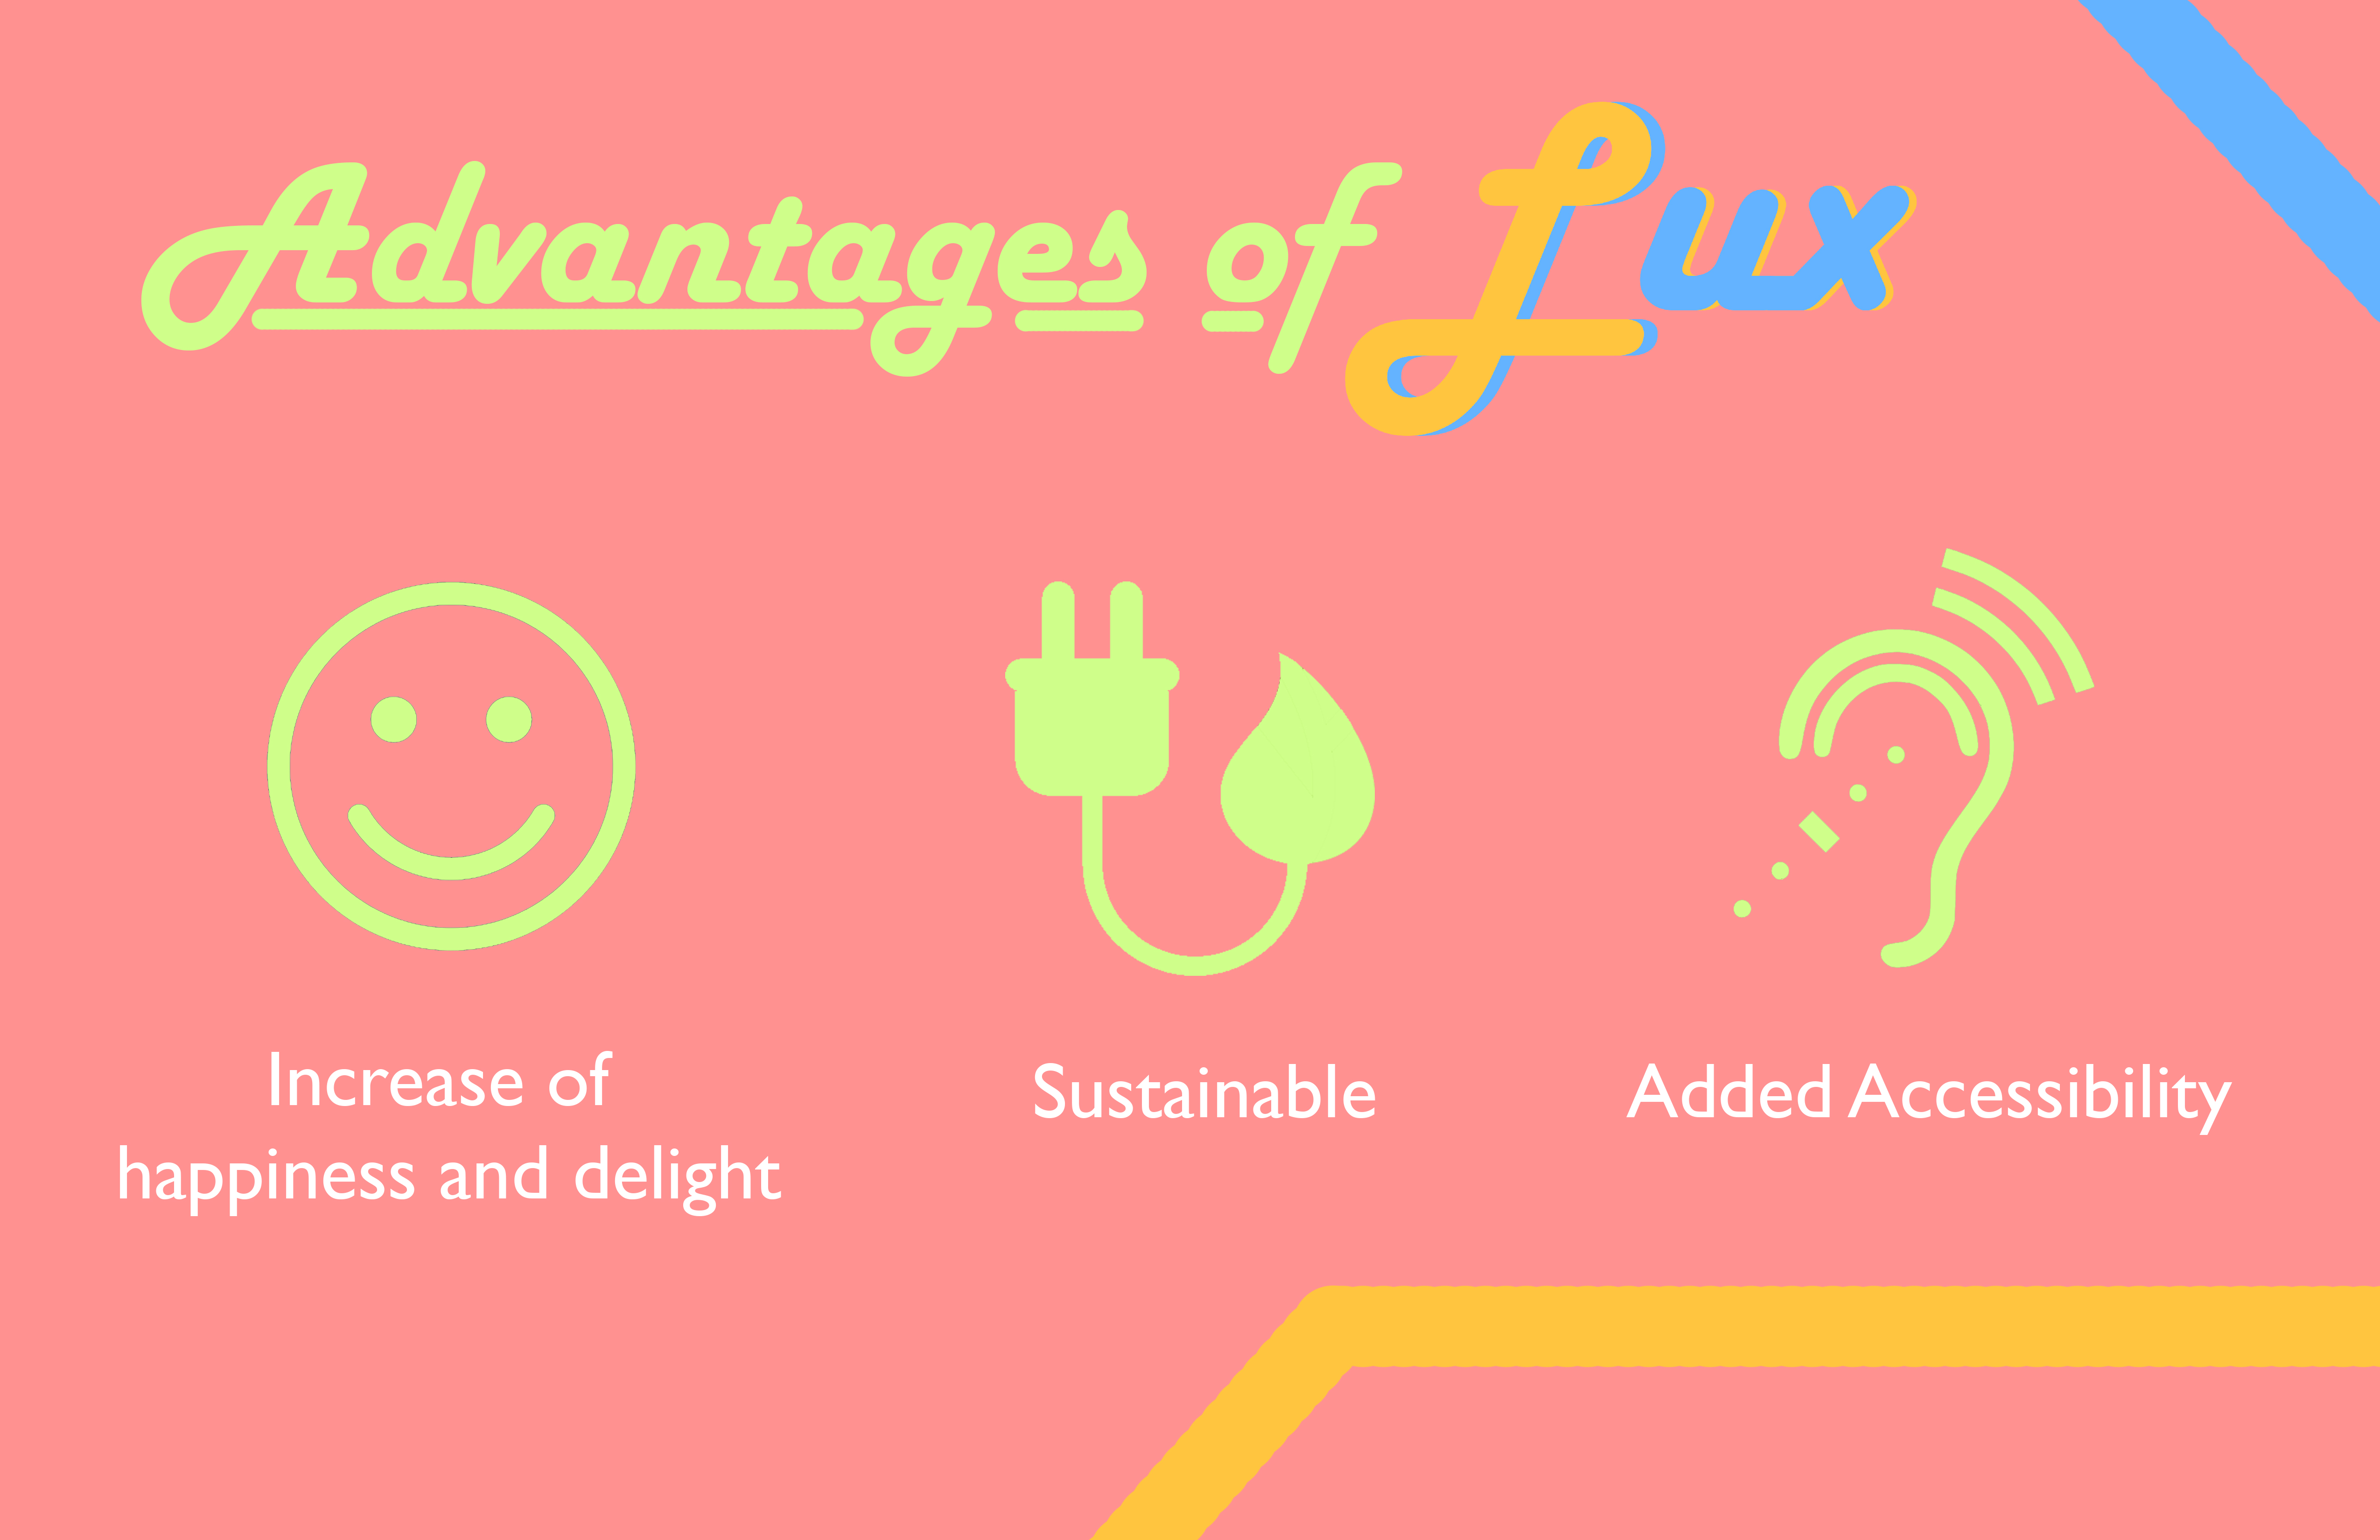 Advantages of Lux
Increase of
happiness and delight
Sustainable
Added Accessibility